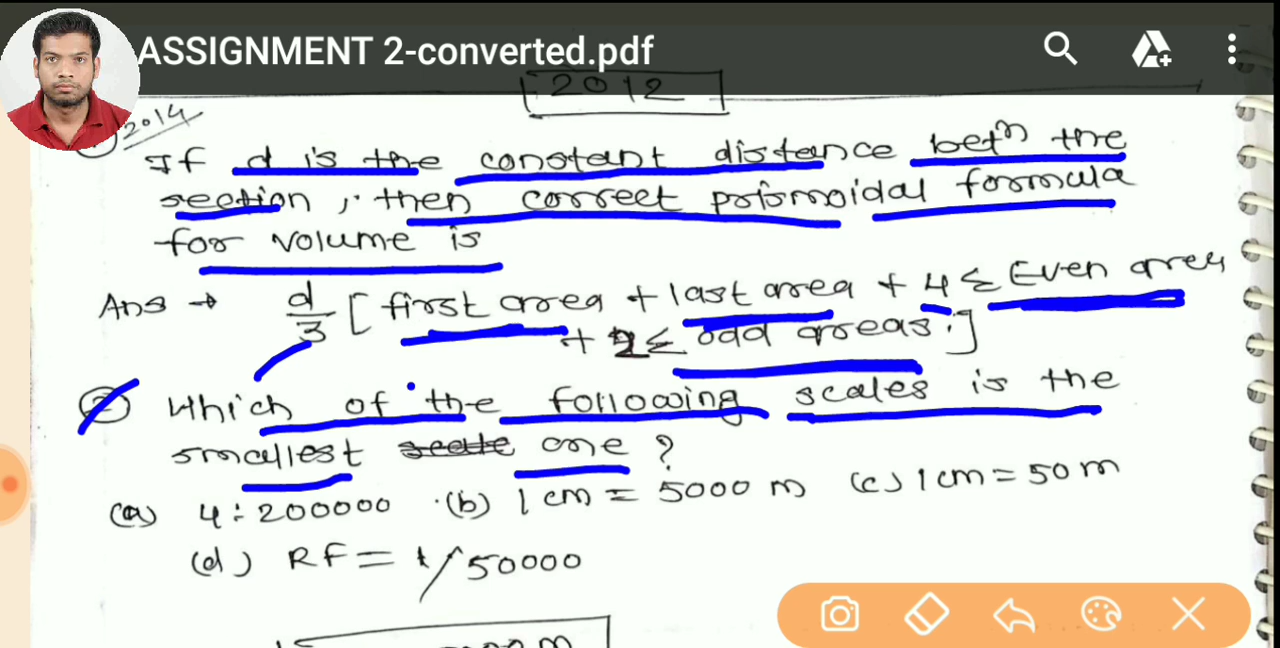 ASSIGNMENT 2-converted.pdf
2012
2014
If d is the constant distance betn the
section, then correct prismoidal formula
for volume is
Ans → d/3 [first area + last area + 4 Σ Even area
+ 2 Σ odd areas.]
② Which of the following scales is the
smallest scale one ?
(a) 4:200000 (b) 1 cm = 5000 m (c) 1 cm = 50 m
(d) RF = 1/50000